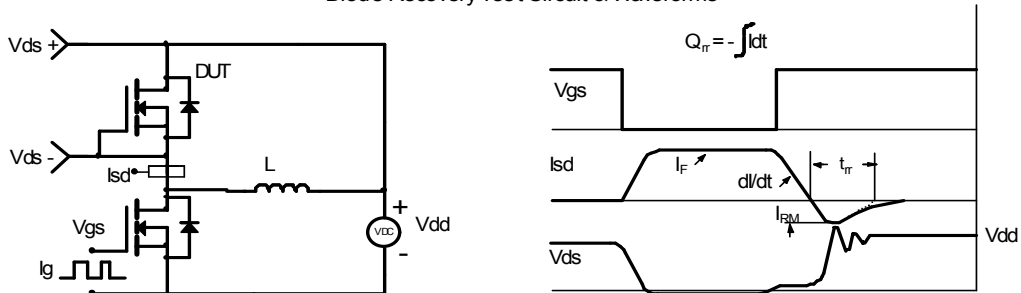 Diode Recovery Test Circuit & Waveforms
Vds +
DUT
Vds -
Isd
L
Vgs
Ig
VDC
+
Vdd
-
Qrr = - ∫Idt
Vgs
Isd
IF
dI/dt
trr
IRM
Vdd
Vds